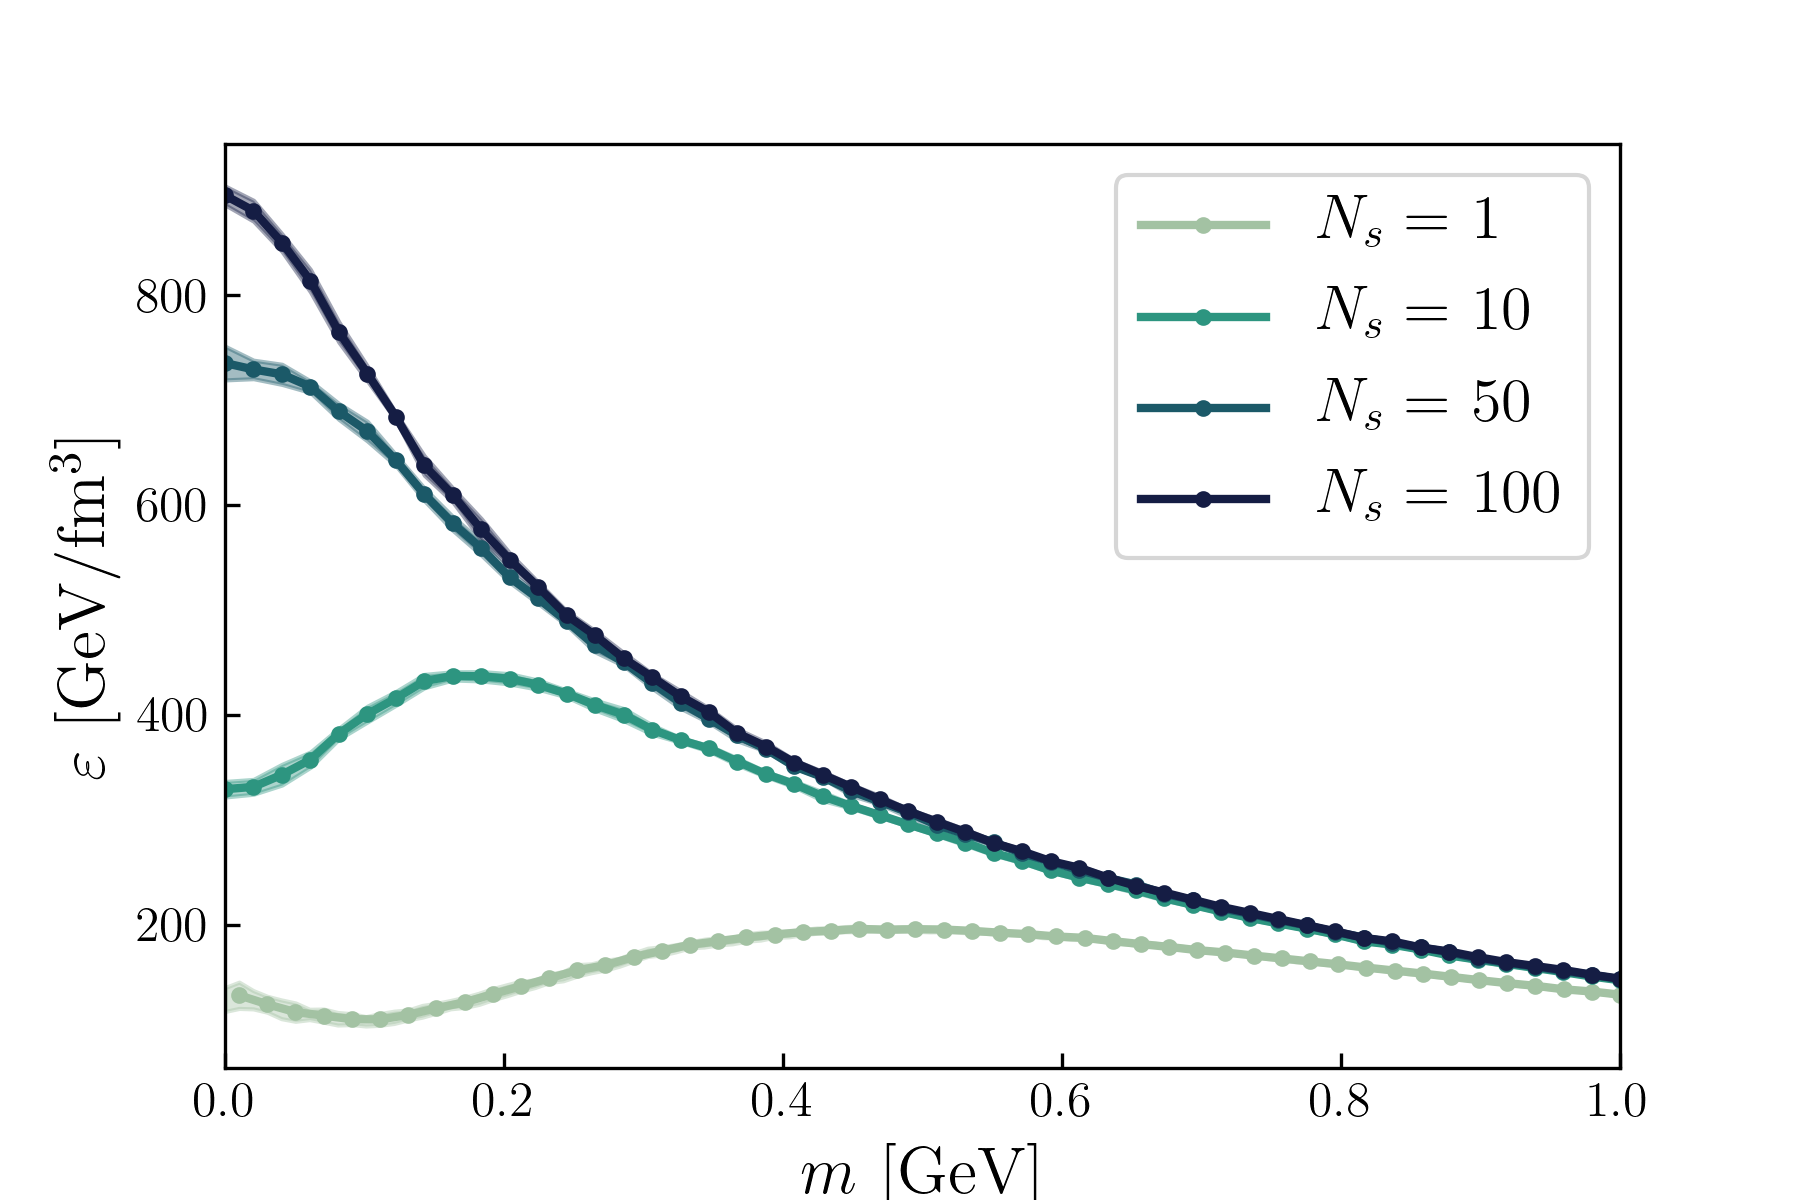 N_s = 1
N_s = 10
N_s = 50
N_s = 100
ε [GeV/fm³]
800
600
400
200
0.0 0.2 0.4 0.6 0.8 1.0
m [GeV]